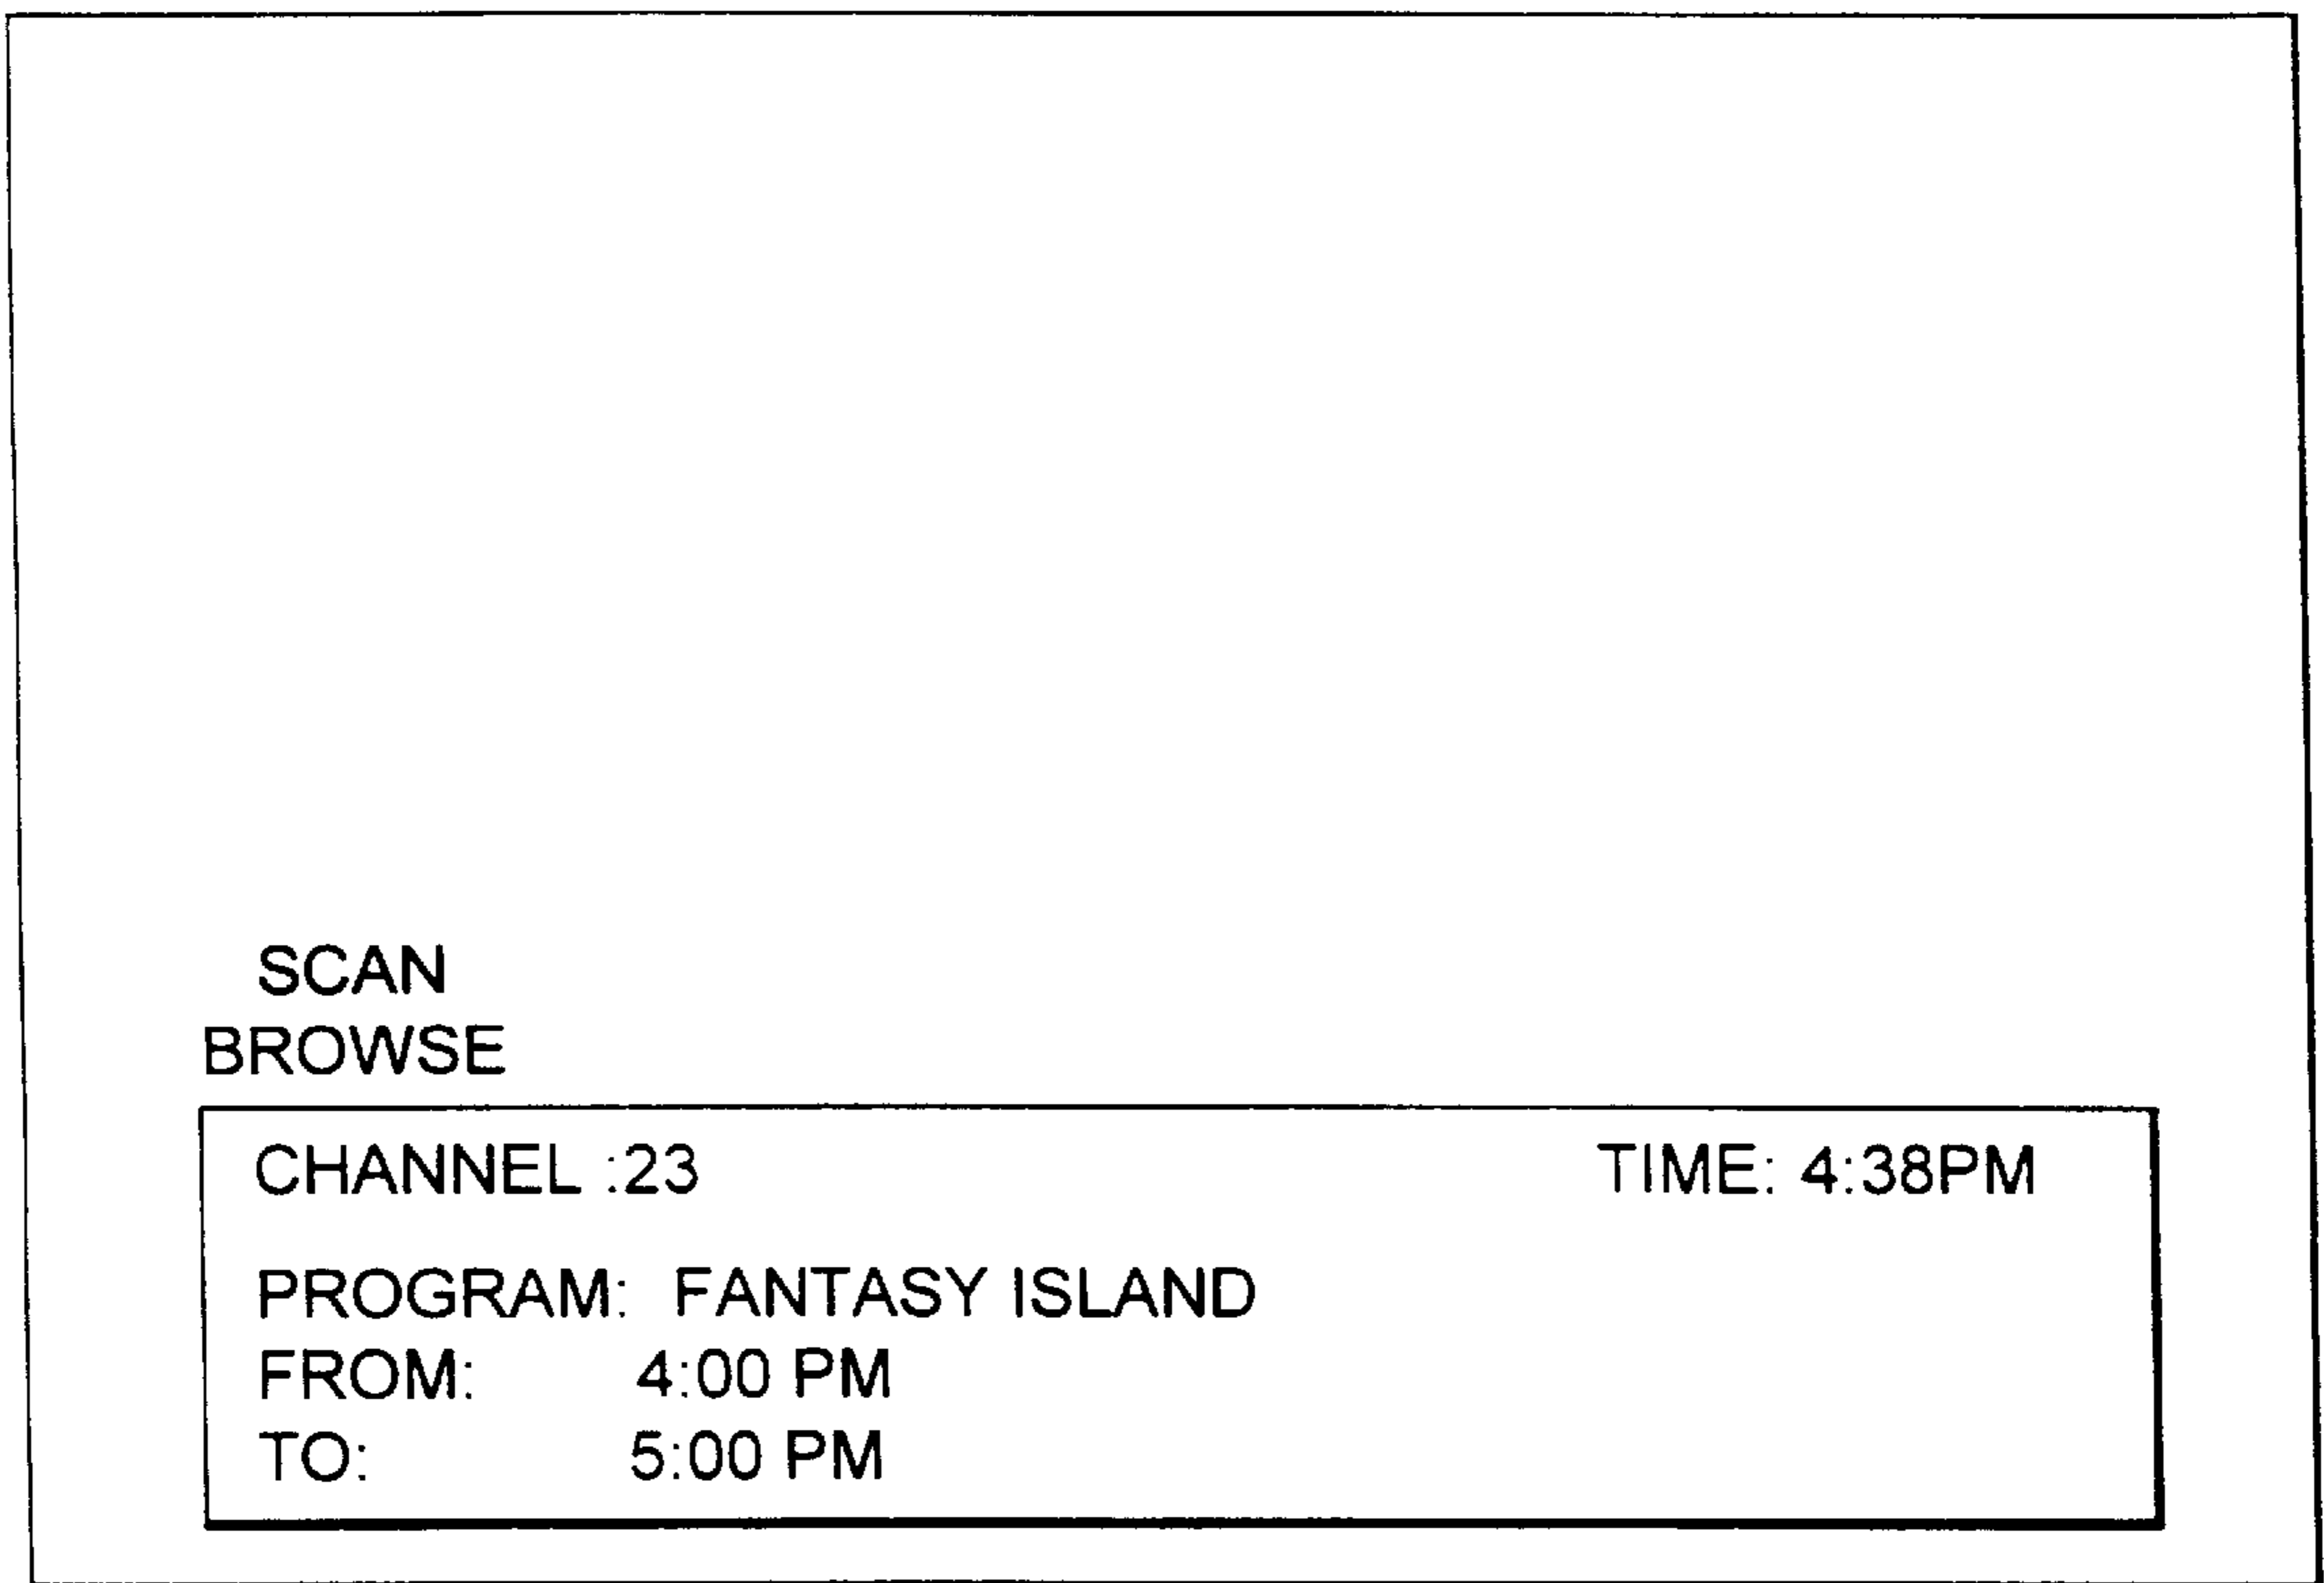 SCAN
BROWSE
CHANNEL :23 TIME: 4:38PM
PROGRAM: FANTASY ISLAND
FROM: 4:00 PM
TO: 5:00 PM